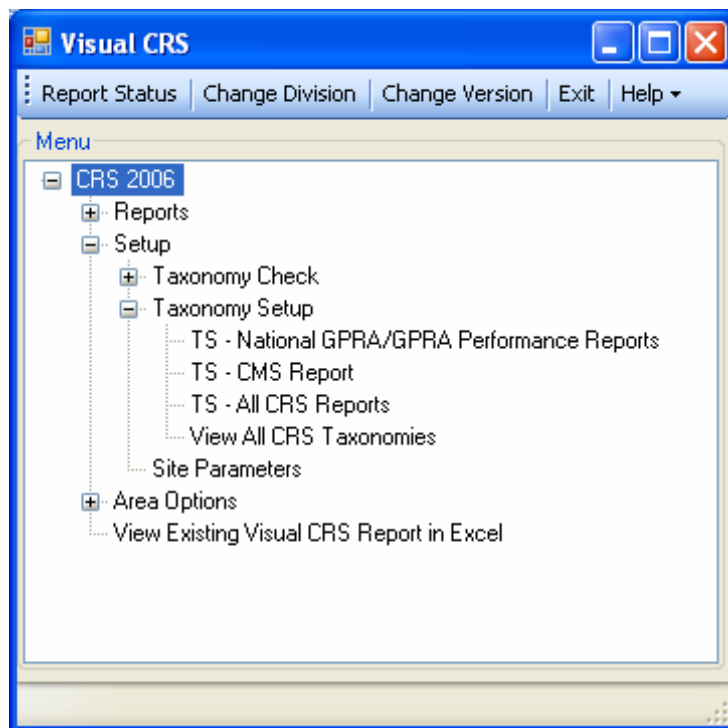 Visual CRS
Report Status Change Division Change Version Exit Help
Menu
CRS 2006
Reports
Setup
Taxonomy Check
Taxonomy Setup
TS - National GPRA/GPRA Performance Reports
TS - CMS Report
TS - All CRS Reports
View All CRS Taxonomies
Site Parameters
Area Options
View Existing Visual CRS Report in Excel